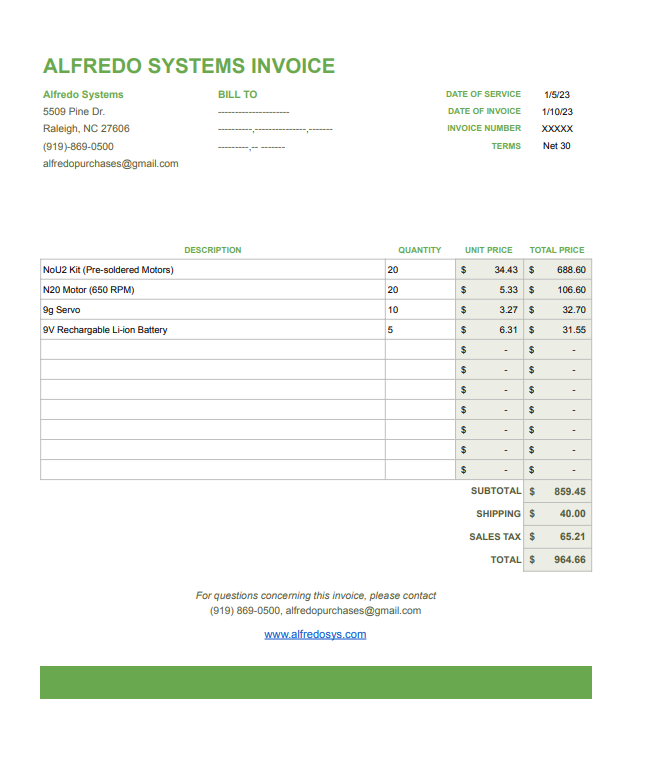 ALFREDO SYSTEMS INVOICE
Alfredo Systems BILL TO DATE OF SERVICE 1/5/23
5509 Pine Dr. --------------------- DATE OF INVOICE 1/10/23
Raleigh, NC 27606 ----------,---------------,------- INVOICE NUMBER XXXXX
(919)-869-0500 ---------,-- ------- TERMS Net 30
alfredopurchases@gmail.com
DESCRIPTION QUANTITY UNIT PRICE TOTAL PRICE
NoU2 Kit (Pre-soldered Motors) 20 $ 34.43 $ 688.60
N20 Motor (650 RPM) 20 $ 5.33 $ 106.60
9g Servo 10 $ 3.27 $ 32.70
9V Rechargable Li-ion Battery 5 $ 6.31 $ 31.55
$ - $ -
$ - $ -
$ - $ -
$ - $ -
$ - $ -
$ - $ -
$ - $ -
SUBTOTAL $ 859.45
SHIPPING $ 40.00
SALES TAX $ 65.21
TOTAL $ 964.66
For questions concerning this invoice, please contact
(919) 869-0500, alfredopurchases@gmail.com
www.alfredosys.com